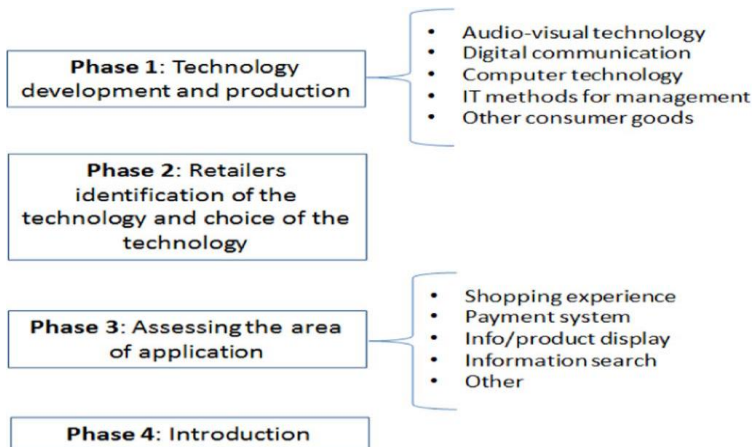 Phase 1: Technology
development and production
• Audio-visual technology
• Digital communication
• Computer technology
• IT methods for management
• Other consumer goods
Phase 2: Retailers
identification of the
technology and choice of the
technology
Phase 3: Assessing the area
of application
• Shopping experience
• Payment system
• Info/product display
• Information search
• Other
Phase 4: Introduction